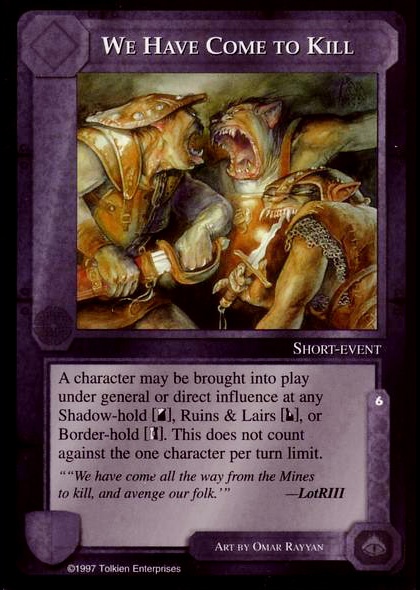 We Have Come to Kill
Short-event
A character may be brought into play
under general or direct influence at any
Shadow-hold [], Ruins & Lairs [], or
Border-hold []. This does not count
against the one character per turn limit.
6
““We have come all the way from the Mines
to kill, and avenge our folk.’” —LotRIII
Art by Omar Rayyan
©1997 Tolkien Enterprises